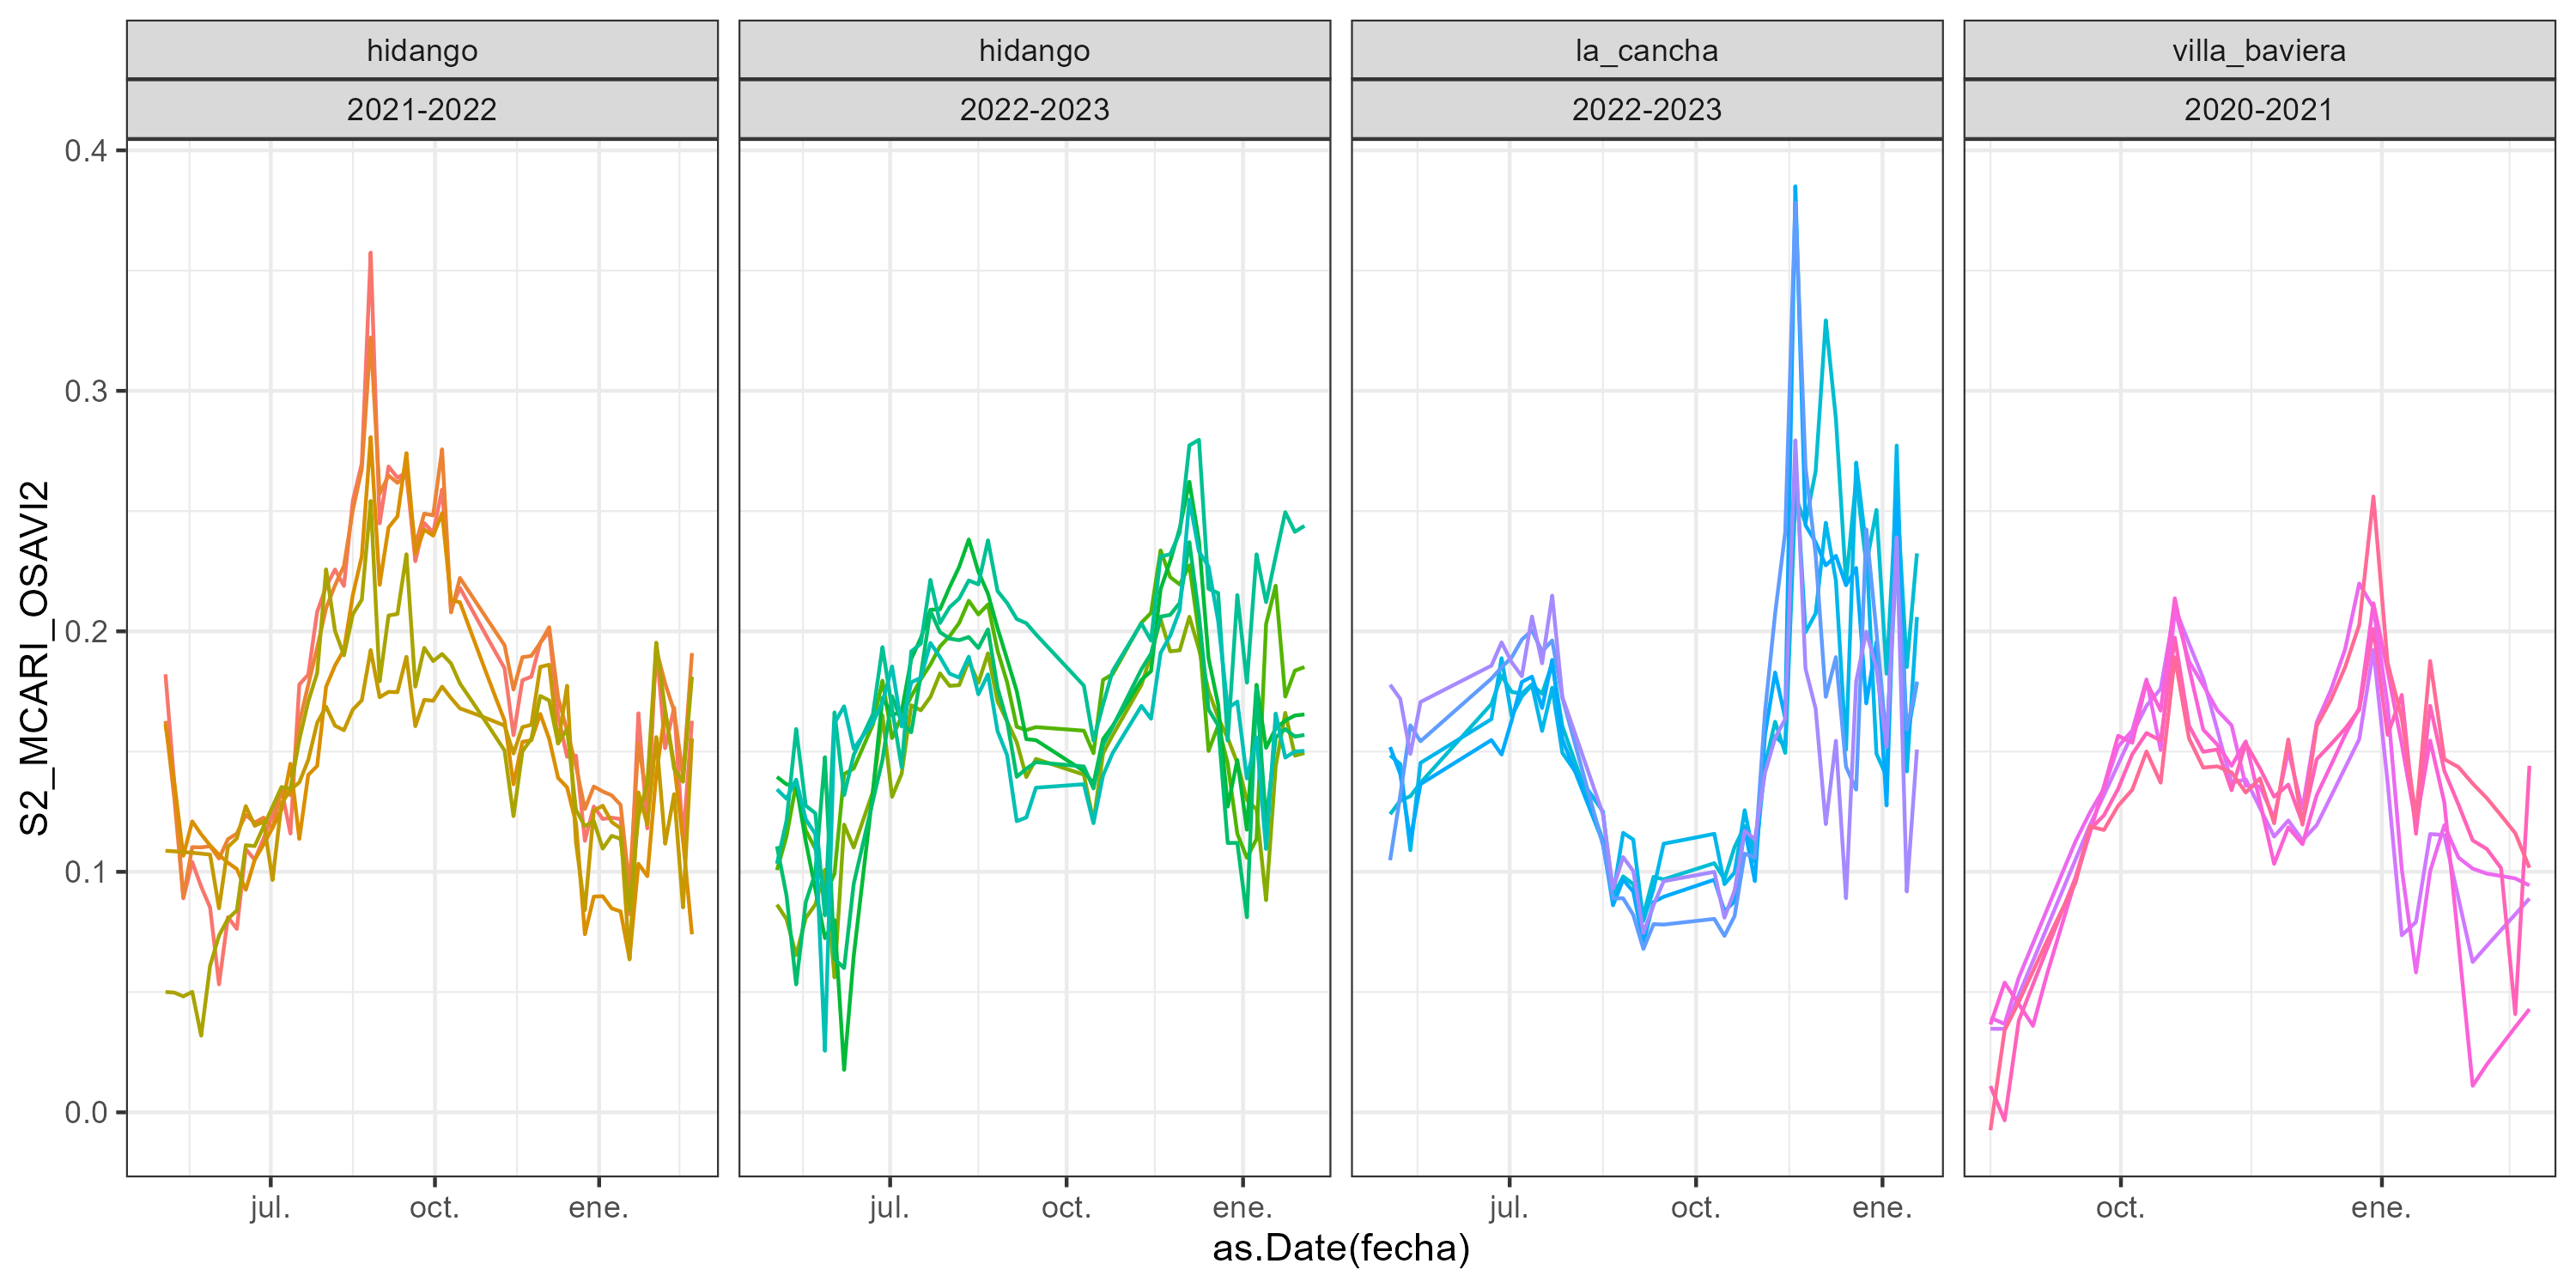 hidango hidango la_cancha villa_baviera
2021-2022 2022-2023 2022-2023 2020-2021
0.4
0.3
0.2
0.1
0.0
S2_MCARI_OSAVI2
jul. oct. ene. jul. oct. ene. jul. oct. ene. oct. ene.
as.Date(fecha)